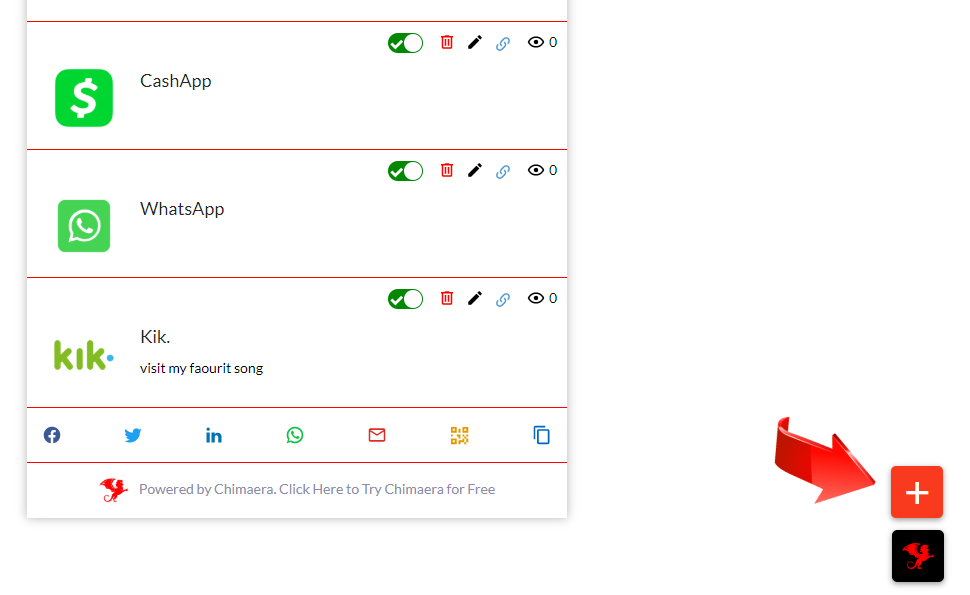 0
CashApp
0
WhatsApp
0
Kik.
kik.
visit my faourit song
Powered by Chimaera. Click Here to Try Chimaera for Free